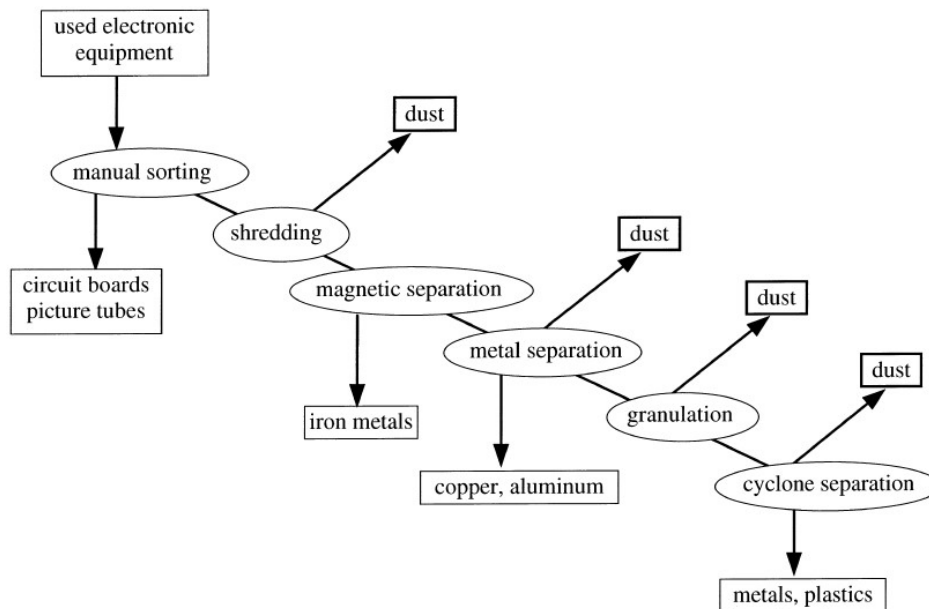 used electronic
equipment
dust
manual sorting
shredding
dust
circuit boards
picture tubes
magnetic separation
dust
metal separation
dust
iron metals
granulation
copper, aluminum
cyclone separation
metals, plastics